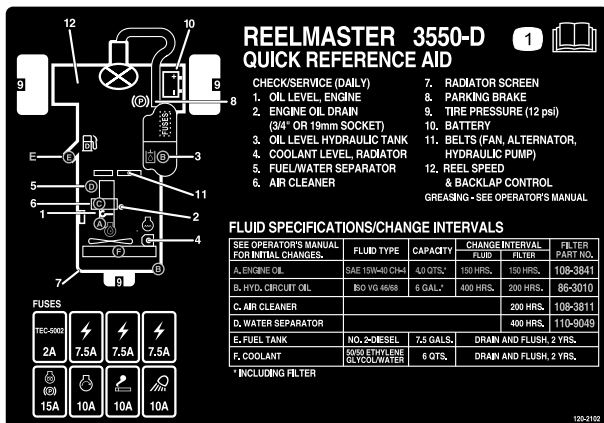 REELMASTER 3550-D
1
QUICK REFERENCE AID
CHECK/SERVICE (DAILY)
1. OIL LEVEL, ENGINE
2. ENGINE OIL DRAIN
(3/4" OR 19mm SOCKET)
3. OIL LEVEL HYDRAULIC TANK
4. COOLANT LEVEL, RADIATOR
5. FUEL/WATER SEPARATOR
6. AIR CLEANER
7. RADIATOR SCREEN
8. PARKING BRAKE
9. TIRE PRESSURE (12 psi)
10. BATTERY
11. BELTS (FAN, ALTERNATOR,
HYDRAULIC PUMP)
12. REEL SPEED
& BACKLAP CONTROL
GREASING - SEE OPERATOR'S MANUAL
12
10
9
9
+
-
(P)
8
FUSES
D
B
3
E
E
5
D
11
6
C
1
2
A
4
F
7
B
9
FLUID SPECIFICATIONS/CHANGE INTERVALS
SEE OPERATOR'S MANUAL FOR INITIAL CHANGES. FLUID TYPE CAPACITY CHANGE INTERVAL FLUID FILTER FILTER PART NO.
A. ENGINE OIL SAE 15W-40 CH-4 4.0 QTS.* 150 HRS. 150 HRS. 108-3841
B. HYD. CIRCUIT OIL ISO VG 46/68 6 GAL.* 400 HRS. 200 HRS. 86-3010
C. AIR CLEANER 200 HRS. 108-3811
D. WATER SEPARATOR 400 HRS. 110-9049
E. FUEL TANK NO. 2-DIESEL 7.5 GALS. DRAIN AND FLUSH, 2 YRS.
F. COOLANT 50/50 ETHYLENE GLYCOL/WATER 6 QTS. DRAIN AND FLUSH, 2 YRS.
* INCLUDING FILTER
FUSES
TEC-5002
2A 7.5A 7.5A 7.5A
(P)
15A 10A 10A 10A
120-2102